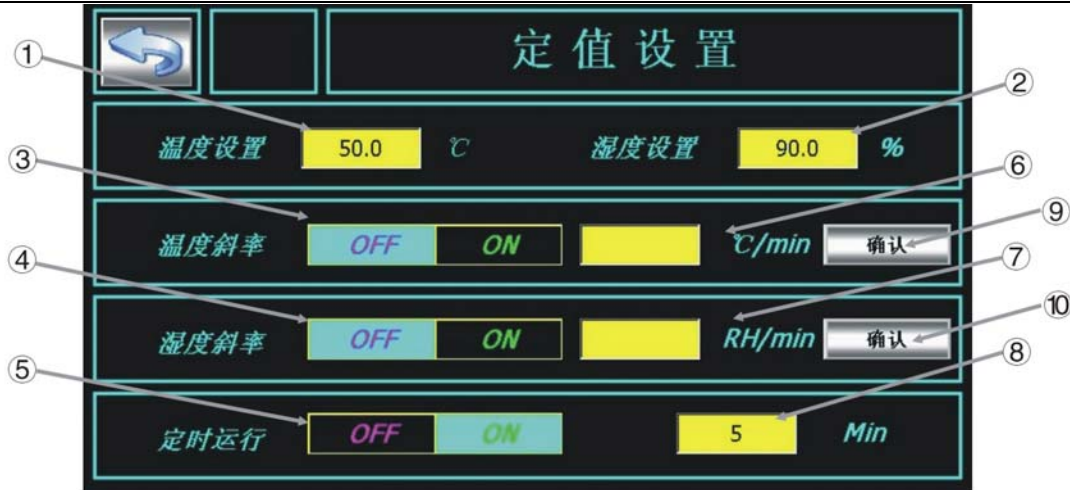 定值设置
① ②
温度设置 50.0 ℃ 湿度设置 90.0 %
③ ⑥
温度斜率 OFF ON ℃/min 确认 ⑨
④ ⑦
湿度斜率 OFF ON RH/min 确认 ⑩
⑤ ⑧
定时运行 OFF ON 5 Min